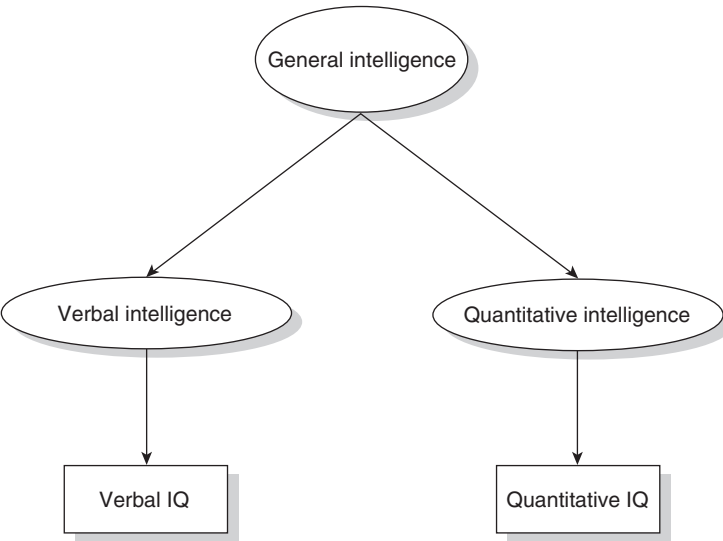 General intelligence
Verbal intelligence
Quantitative intelligence
Verbal IQ
Quantitative IQ